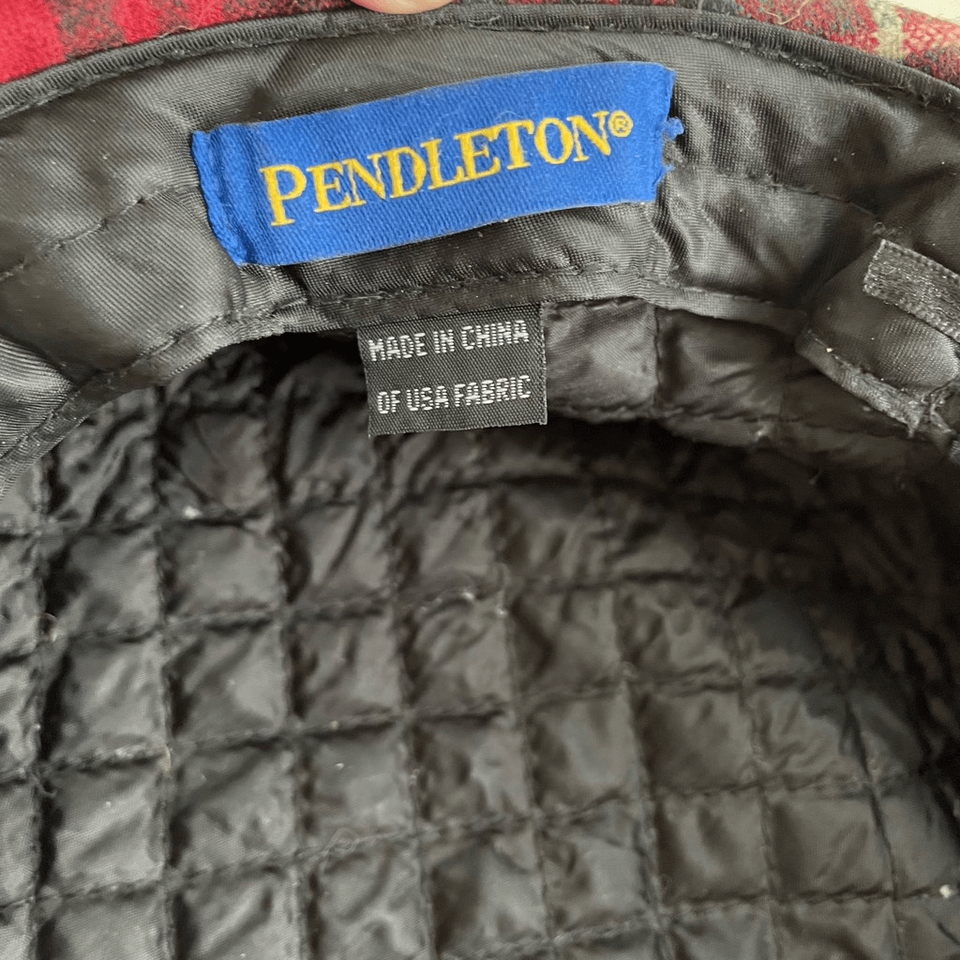 PENDLETON®
MADE IN CHINA
OF USA FABRIC